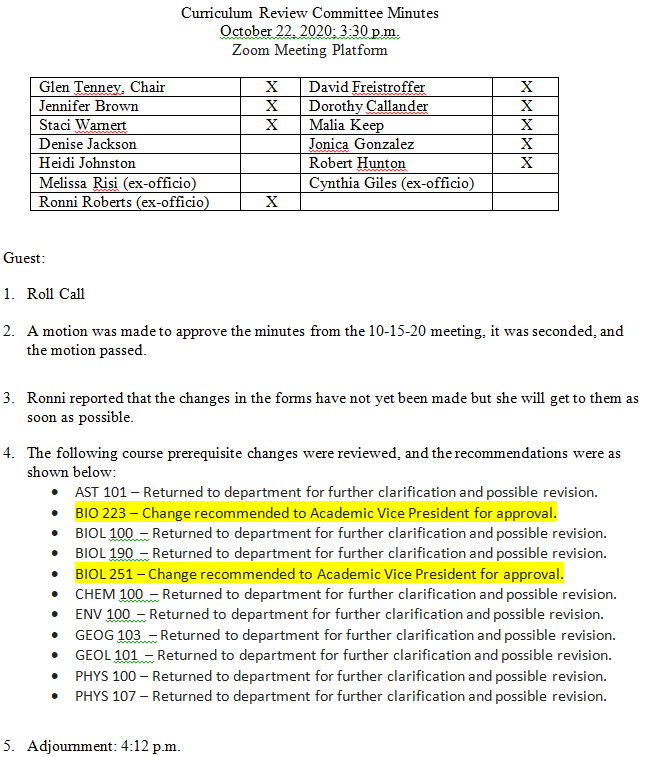 Curriculum Review Committee Minutes
October 22, 2020; 3:30 p.m.
Zoom Meeting Platform
Glen Tenney, Chair X David Freistroffer X
Jennifer Brown X Dorothy Callander X
Staci Warnert X Malia Keep X
Denise Jackson Jonica Gonzalez X
Heidi Johnston Robert Hunton X
Melissa Risi (ex-officio) Cynthia Giles (ex-officio)
Ronni Roberts (ex-officio) X
Guest:
1. Roll Call
2. A motion was made to approve the minutes from the 10-15-20 meeting, it was seconded, and
the motion passed.
3. Ronni reported that the changes in the forms have not yet been made but she will get to them as
soon as possible.
4. The following course prerequisite changes were reviewed, and the recommendations were as
shown below:
• AST 101 – Returned to department for further clarification and possible revision.
• BIO 223 – Change recommended to Academic Vice President for approval.
• BIOL 100 – Returned to department for further clarification and possible revision.
• BIOL 190 – Returned to department for further clarification and possible revision.
• BIOL 251 – Change recommended to Academic Vice President for approval.
• CHEM 100 – Returned to department for further clarification and possible revision.
• ENV 100 – Returned to department for further clarification and possible revision.
• GEOG 103 – Returned to department for further clarification and possible revision.
• GEOL 101 – Returned to department for further clarification and possible revision.
• PHYS 100 – Returned to department for further clarification and possible revision.
• PHYS 107 – Returned to department for further clarification and possible revision.
5. Adjournment: 4:12 p.m.